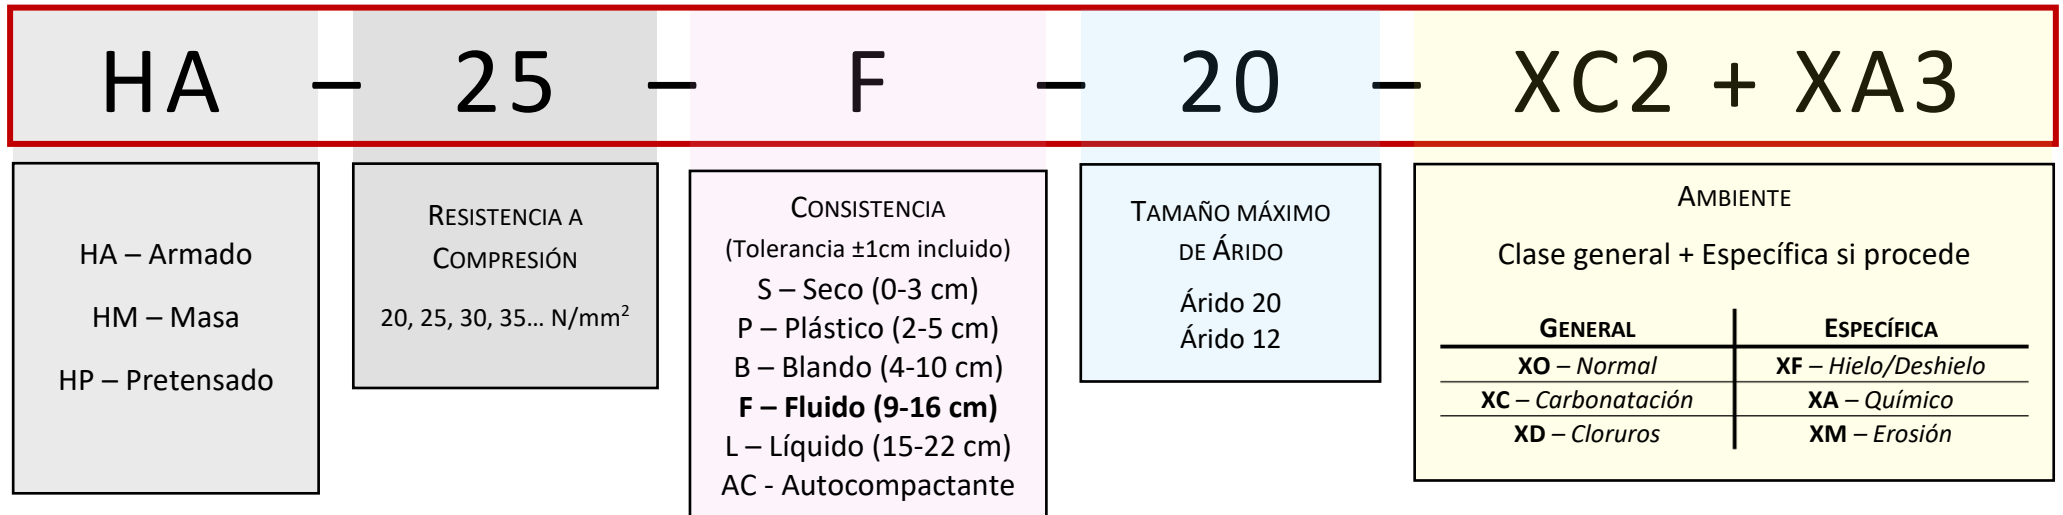 HA – 25 – F – 20 – XC2 + XA3
HA – Armado
HM – Masa
HP – Pretensado
RESISTENCIA A
COMPRESIÓN
20, 25, 30, 35... N/mm²
CONSISTENCIA
(Tolerancia ±1cm incluido)
S – Seco (0-3 cm)
P – Plástico (2-5 cm)
B – Blando (4-10 cm)
F – Fluido (9-16 cm)
L – Líquido (15-22 cm)
AC - Autocompactante
TAMAÑO MÁXIMO
DE ÁRIDO
Árido 20
Árido 12
AMBIENTE
Clase general + Específica si procede
GENERAL ESPECÍFICA
XO – Normal XF – Hielo/Deshielo
XC – Carbonatación XA – Químico
XD – Cloruros XM – Erosión